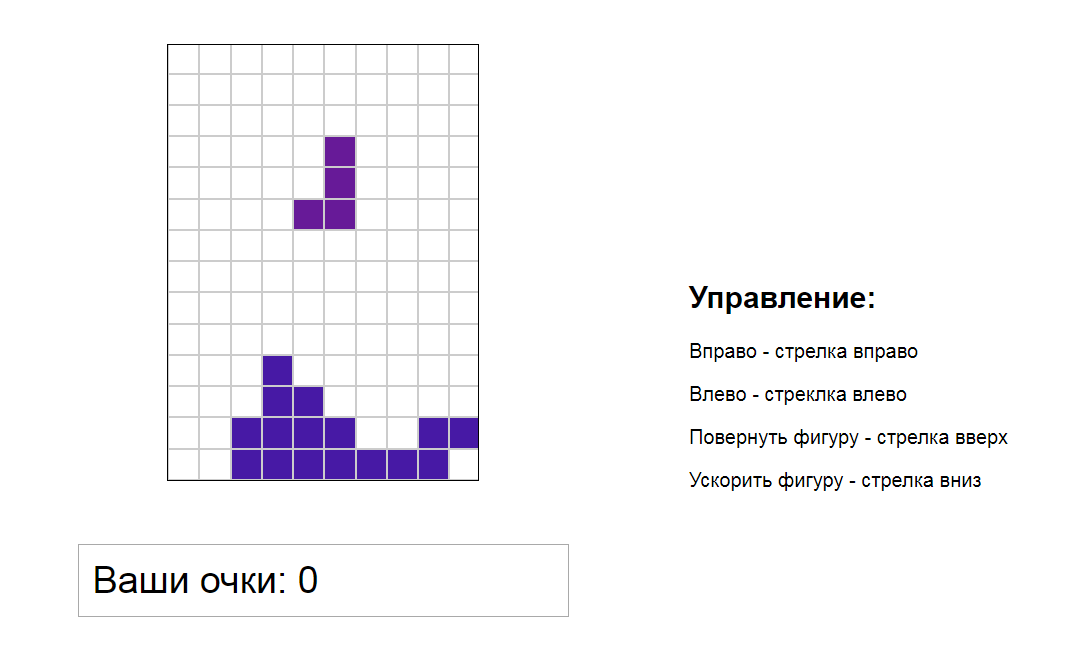 Управление:
Вправо - стрелка вправо
Влево - стреклка влево
Повернуть фигуру - стрелка вверх
Ускорить фигуру - стрелка вниз
Ваши очки: 0